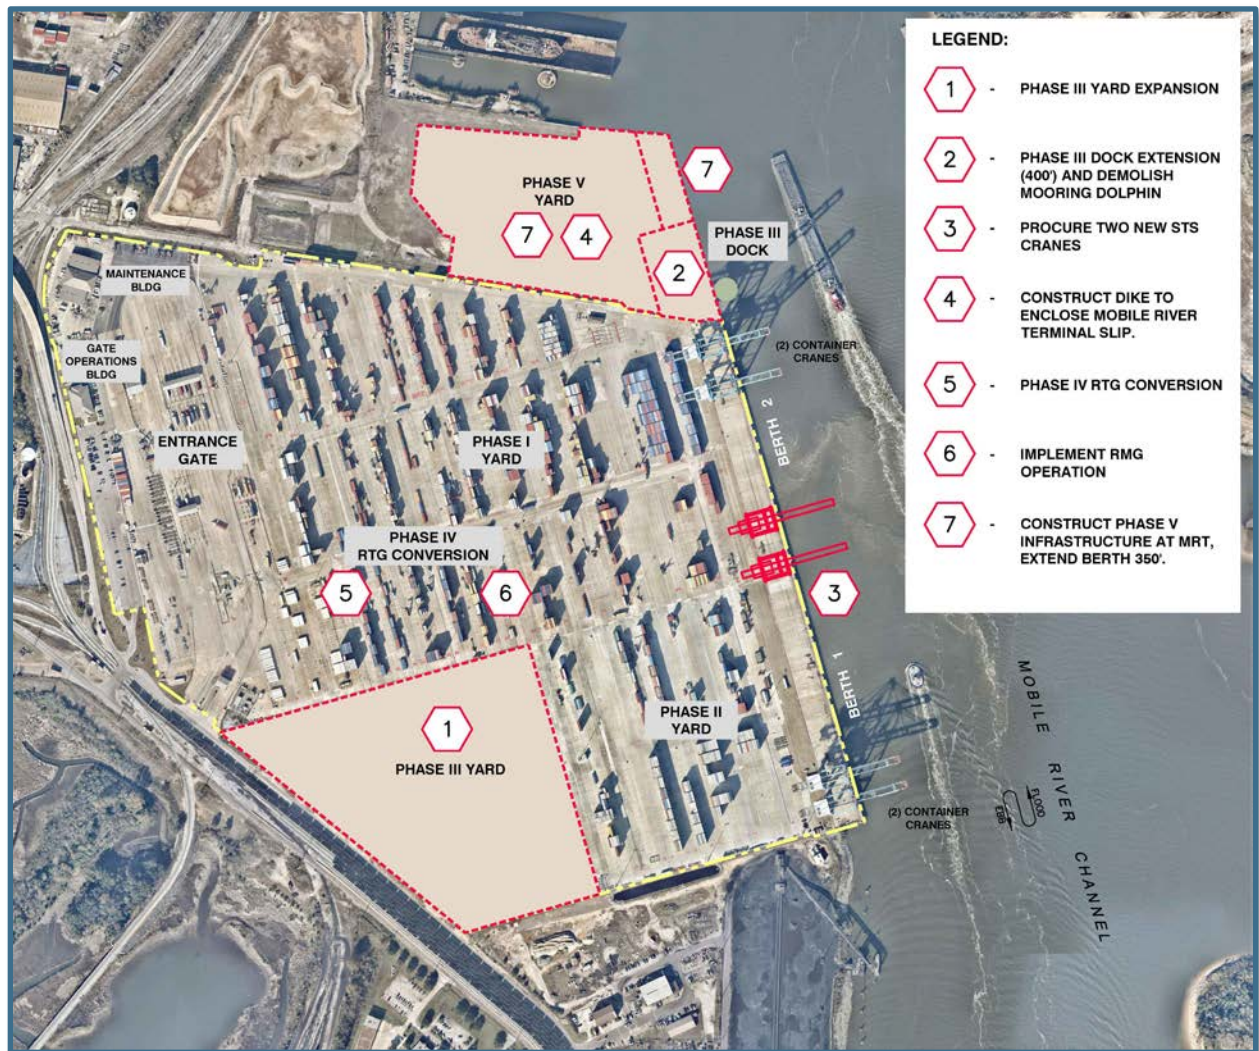 LEGEND:
1 - PHASE III YARD EXPANSION
2 - PHASE III DOCK EXTENSION
(400') AND DEMOLISH
MOORING DOLPHIN
3 - PROCURE TWO NEW STS
CRANES
4 - CONSTRUCT DIKE TO
ENCLOSE MOBILE RIVER
TERMINAL SLIP.
5 - PHASE IV RTG CONVERSION
6 - IMPLEMENT RMG
OPERATION
7 - CONSTRUCT PHASE V
INFRASTRUCTURE AT MRT,
EXTEND BERTH 350'.
7
PHASE V
YARD
7 4
PHASE III
DOCK
2
MAINTENANCE
BLDG
GATE
OPERATIONS
BLDG
(2) CONTAINER
CRANES
BERTH 2
ENTRANCE
GATE
PHASE I
YARD
PHASE IV
RTG CONVERSION
5 6 3
BERTH 1
1
PHASE III YARD
PHASE II
YARD
(2) CONTAINER
CRANES
FLOOD
EBB
MOBILE RIVER CHANNEL